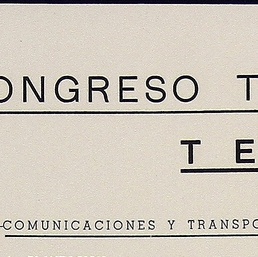 ONGRESO T
T E
COMUNICACIONES Y TRANSPO